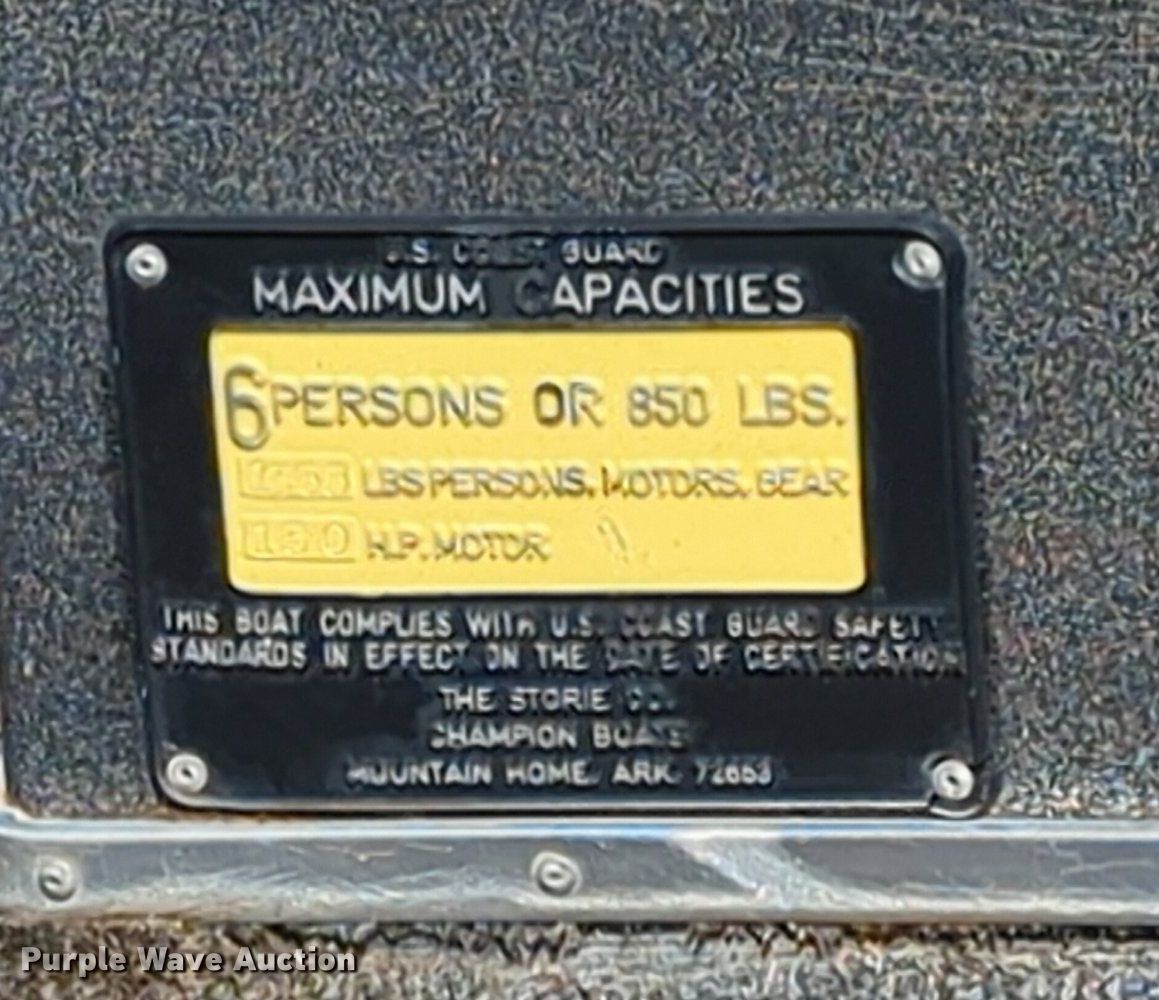 U.S. COAST GUARD
MAXIMUM CAPACITIES
6 PERSONS OR 850 LBS.
LBS PERSONS, MOTORS, GEAR
H.P. MOTOR
THIS BOAT COMPLIES WITH U.S. COAST GUARD SAFETY
STANDARDS IN EFFECT ON THE DATE OF CERTIFICATION
THE STORIE CO.
CHAMPION BOATS
MOUNTAIN HOME, ARK. 72653
Purple Wave Auction